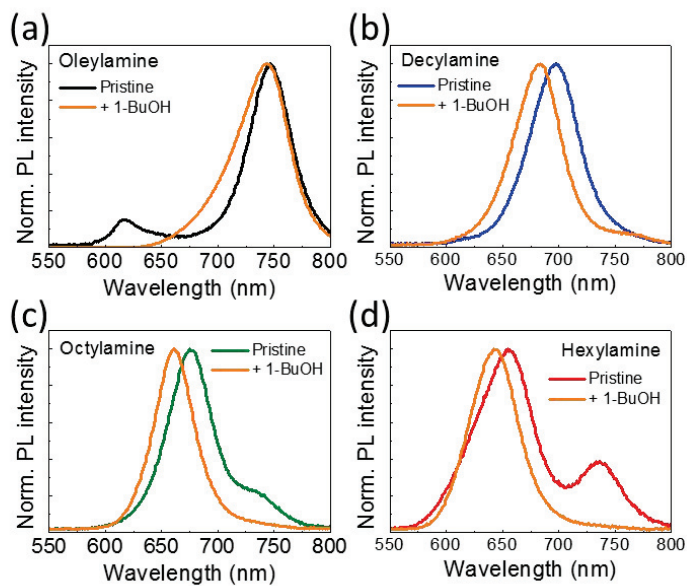 (a)
Oleylamine
Pristine
+ 1-BuOH
Norm. PL intensity
550 600 650 700 750 800
Wavelength (nm)
(b)
Decylamine
Pristine
+ 1-BuOH
Norm. PL intensity
550 600 650 700 750 800
Wavelength (nm)
(c)
Octylamine
Pristine
+ 1-BuOH
Norm. PL intensity
550 600 650 700 750 800
Wavelength (nm)
(d)
Hexylamine
Pristine
+ 1-BuOH
Norm. PL intensity
550 600 650 700 750 800
Wavelength (nm)